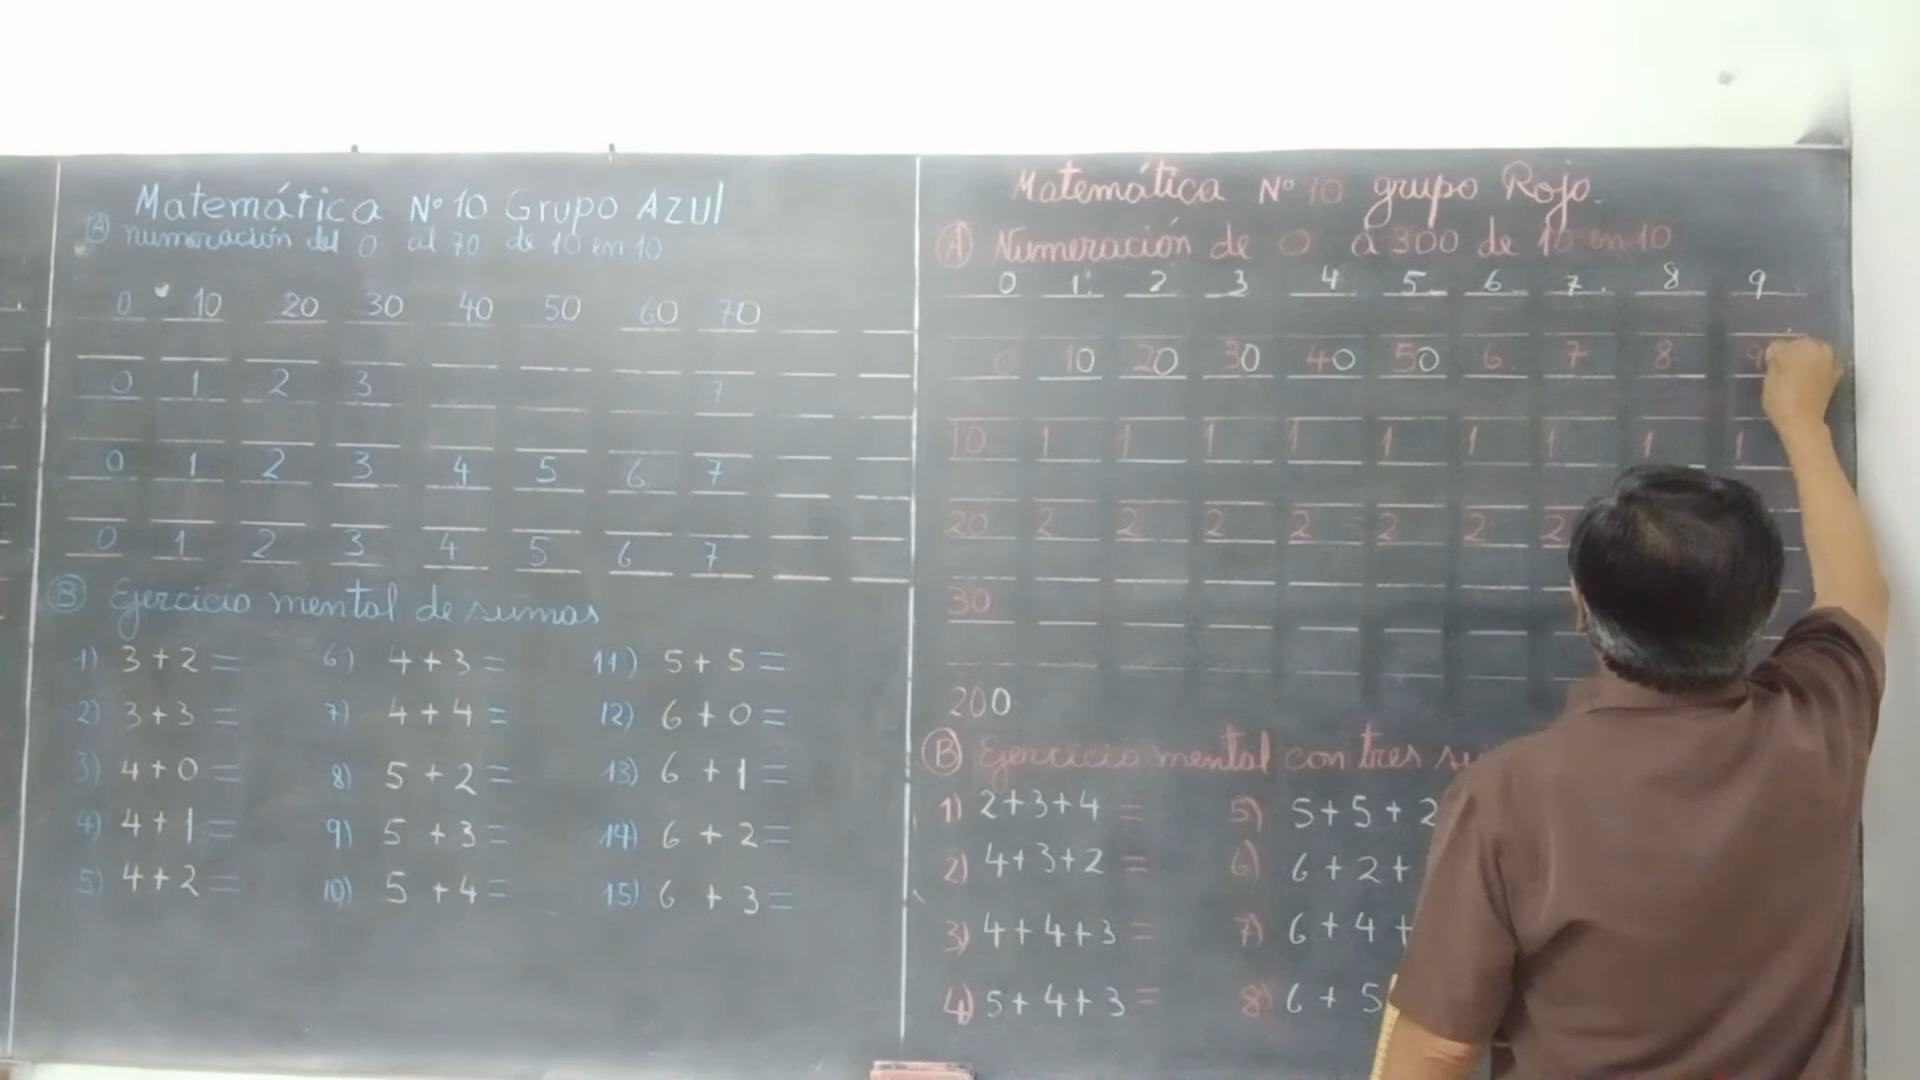 Matemática Nº 10 Grupo AZUl
Ⓐ numeración del 0 al 70 de 10 en 10
0 10 20 30 40 50 60 70
0 1 2 3 7
0 1 2 3 4 5 6 7
0 1 2 3 4 5 6 7
Ⓑ Ejercicio mental de sumas
1) 3+2= 6) 4+3= 11) 5+5=
2) 3+3= 7) 4+4= 12) 6+0=
3) 4+0= 8) 5+2= 13) 6+1=
4) 4+1= 9) 5+3= 14) 6+2=
5) 4+2= 10) 5+4= 15) 6+3=
Matemática Nº 10 grupo Rojo.
Ⓐ Numeración de 0 a 300 de 10 en 10
0 1 2 3 4 5 6 7 8 9
0 10 20 30 40 50 6 7 8 9
10 1 1 1 1 1 1 1 1 1
20 2 2 2 2 2 2 2
30
200
Ⓑ Ejercicio mental con tres
1) 2+3+4= 5) 5+5+2
2) 4+3+2= 6) 6+2+
3) 4+4+3= 7) 6+4+
4) 5+4+3= 8) 6+5